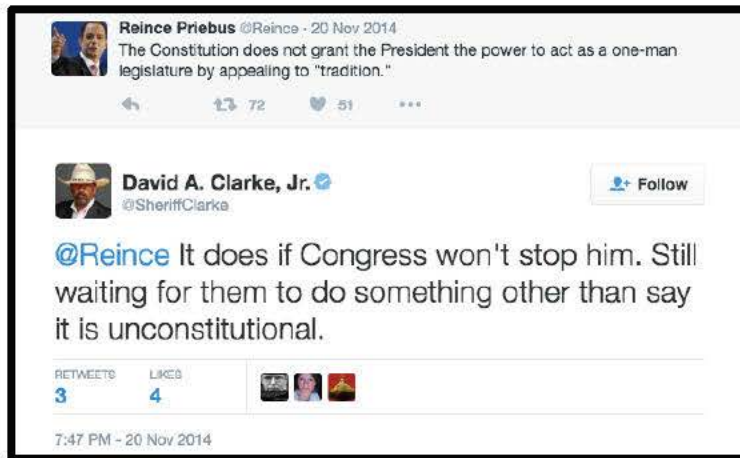 Reince Priebus @Reince · 20 Nov 2014
The Constitution does not grant the President the power to act as a one-man
legislature by appealing to "tradition."
72 51
David A. Clarke, Jr.
@SheriffClarke
Follow
@Reince It does if Congress won't stop him. Still
waiting for them to do something other than say
it is unconstitutional.
RETWEETS LIKES
3 4
7:47 PM - 20 Nov 2014